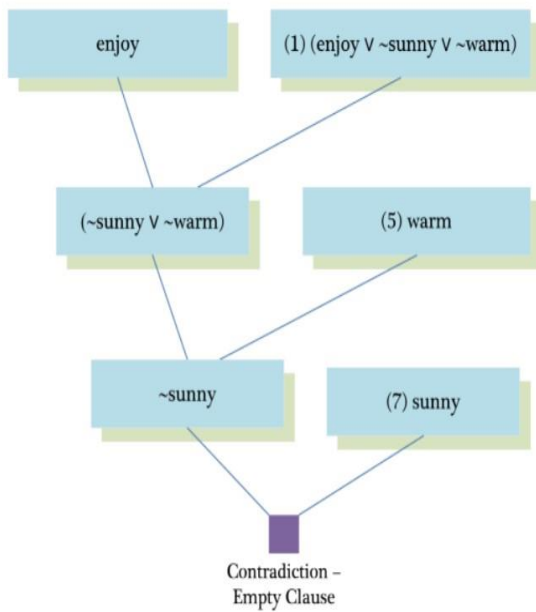 enjoy
(1) (enjoy ∨ ~sunny ∨ ~warm)
(~sunny ∨ ~warm)
(5) warm
~sunny
(7) sunny
Contradiction –
Empty Clause